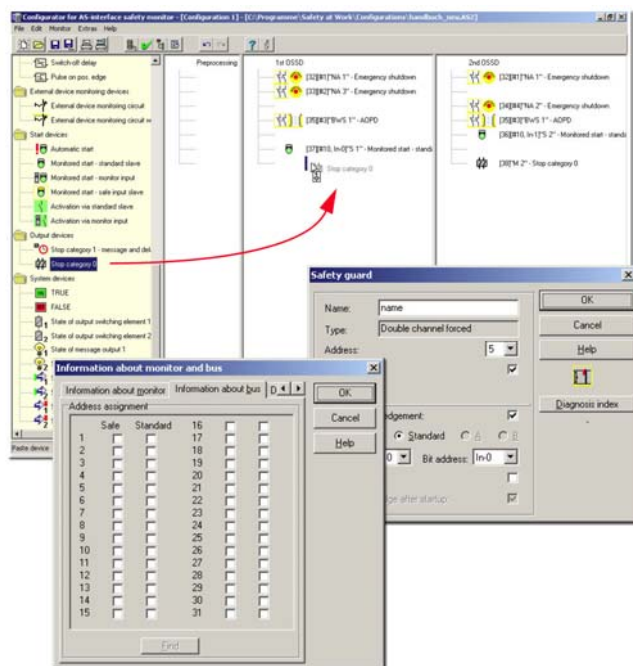 Configurator for AS-interface safety monitor - [Configuration 1] - [C:\Programme\Safety at Work\Configurations\handbuch_neu.AS2]
File Edit Monitor Extras Help
Switch-off delay
Pulse on pos. edge
External device monitoring devices
External device monitoring circuit
External device monitoring circuit w
Start devices
Automatic start
Monitored start - standard slave
Monitored start - monitor input
Monitored start - safe input slave
Activation via standard slave
Activation via monitor input
Output devices
Stop category 1 - message and del
Stop category 0
System devices
TRUE
FALSE
State of output switching element 1
State of output switching element 2
State of message output 1
Paste device
Preprocessing
1st OSSD
[32][#1]"NA 1" - Emergency shutdown
[33][#2]"NA 3" - Emergency shutdown
[35][#3]"BWS 1" - AOPD
[37][#10, In-0]"S 1" - Monitored start - standa
Stop category 0
2nd OSSD
[32][#1]"NA 1" - Emergency shutdown
[34][#4]"NA 2" - Emergency shutdown
[35][#3]"BWS 1" - AOPD
[36][#10, In-1]"S 2" - Monitored start - s
[38]"M 2" - Stop category 0
Safety guard
Name: name
Type: Double channel forced
Address: 5
edgement:
Standard A B
0 Bit address: In-0
dge after startup
OK
Cancel
Help
Diagnosis index
-
Information about monitor and bus
Information about monitor Information about bus D
Address assignment
Safe Standard
1 16
2 17
3 18
4 19
5 20
6 21
7 22
8 23
9 24
10 25
11 26
12 27
13 28
14 29
15 30
31
Find
OK
Cancel
Help